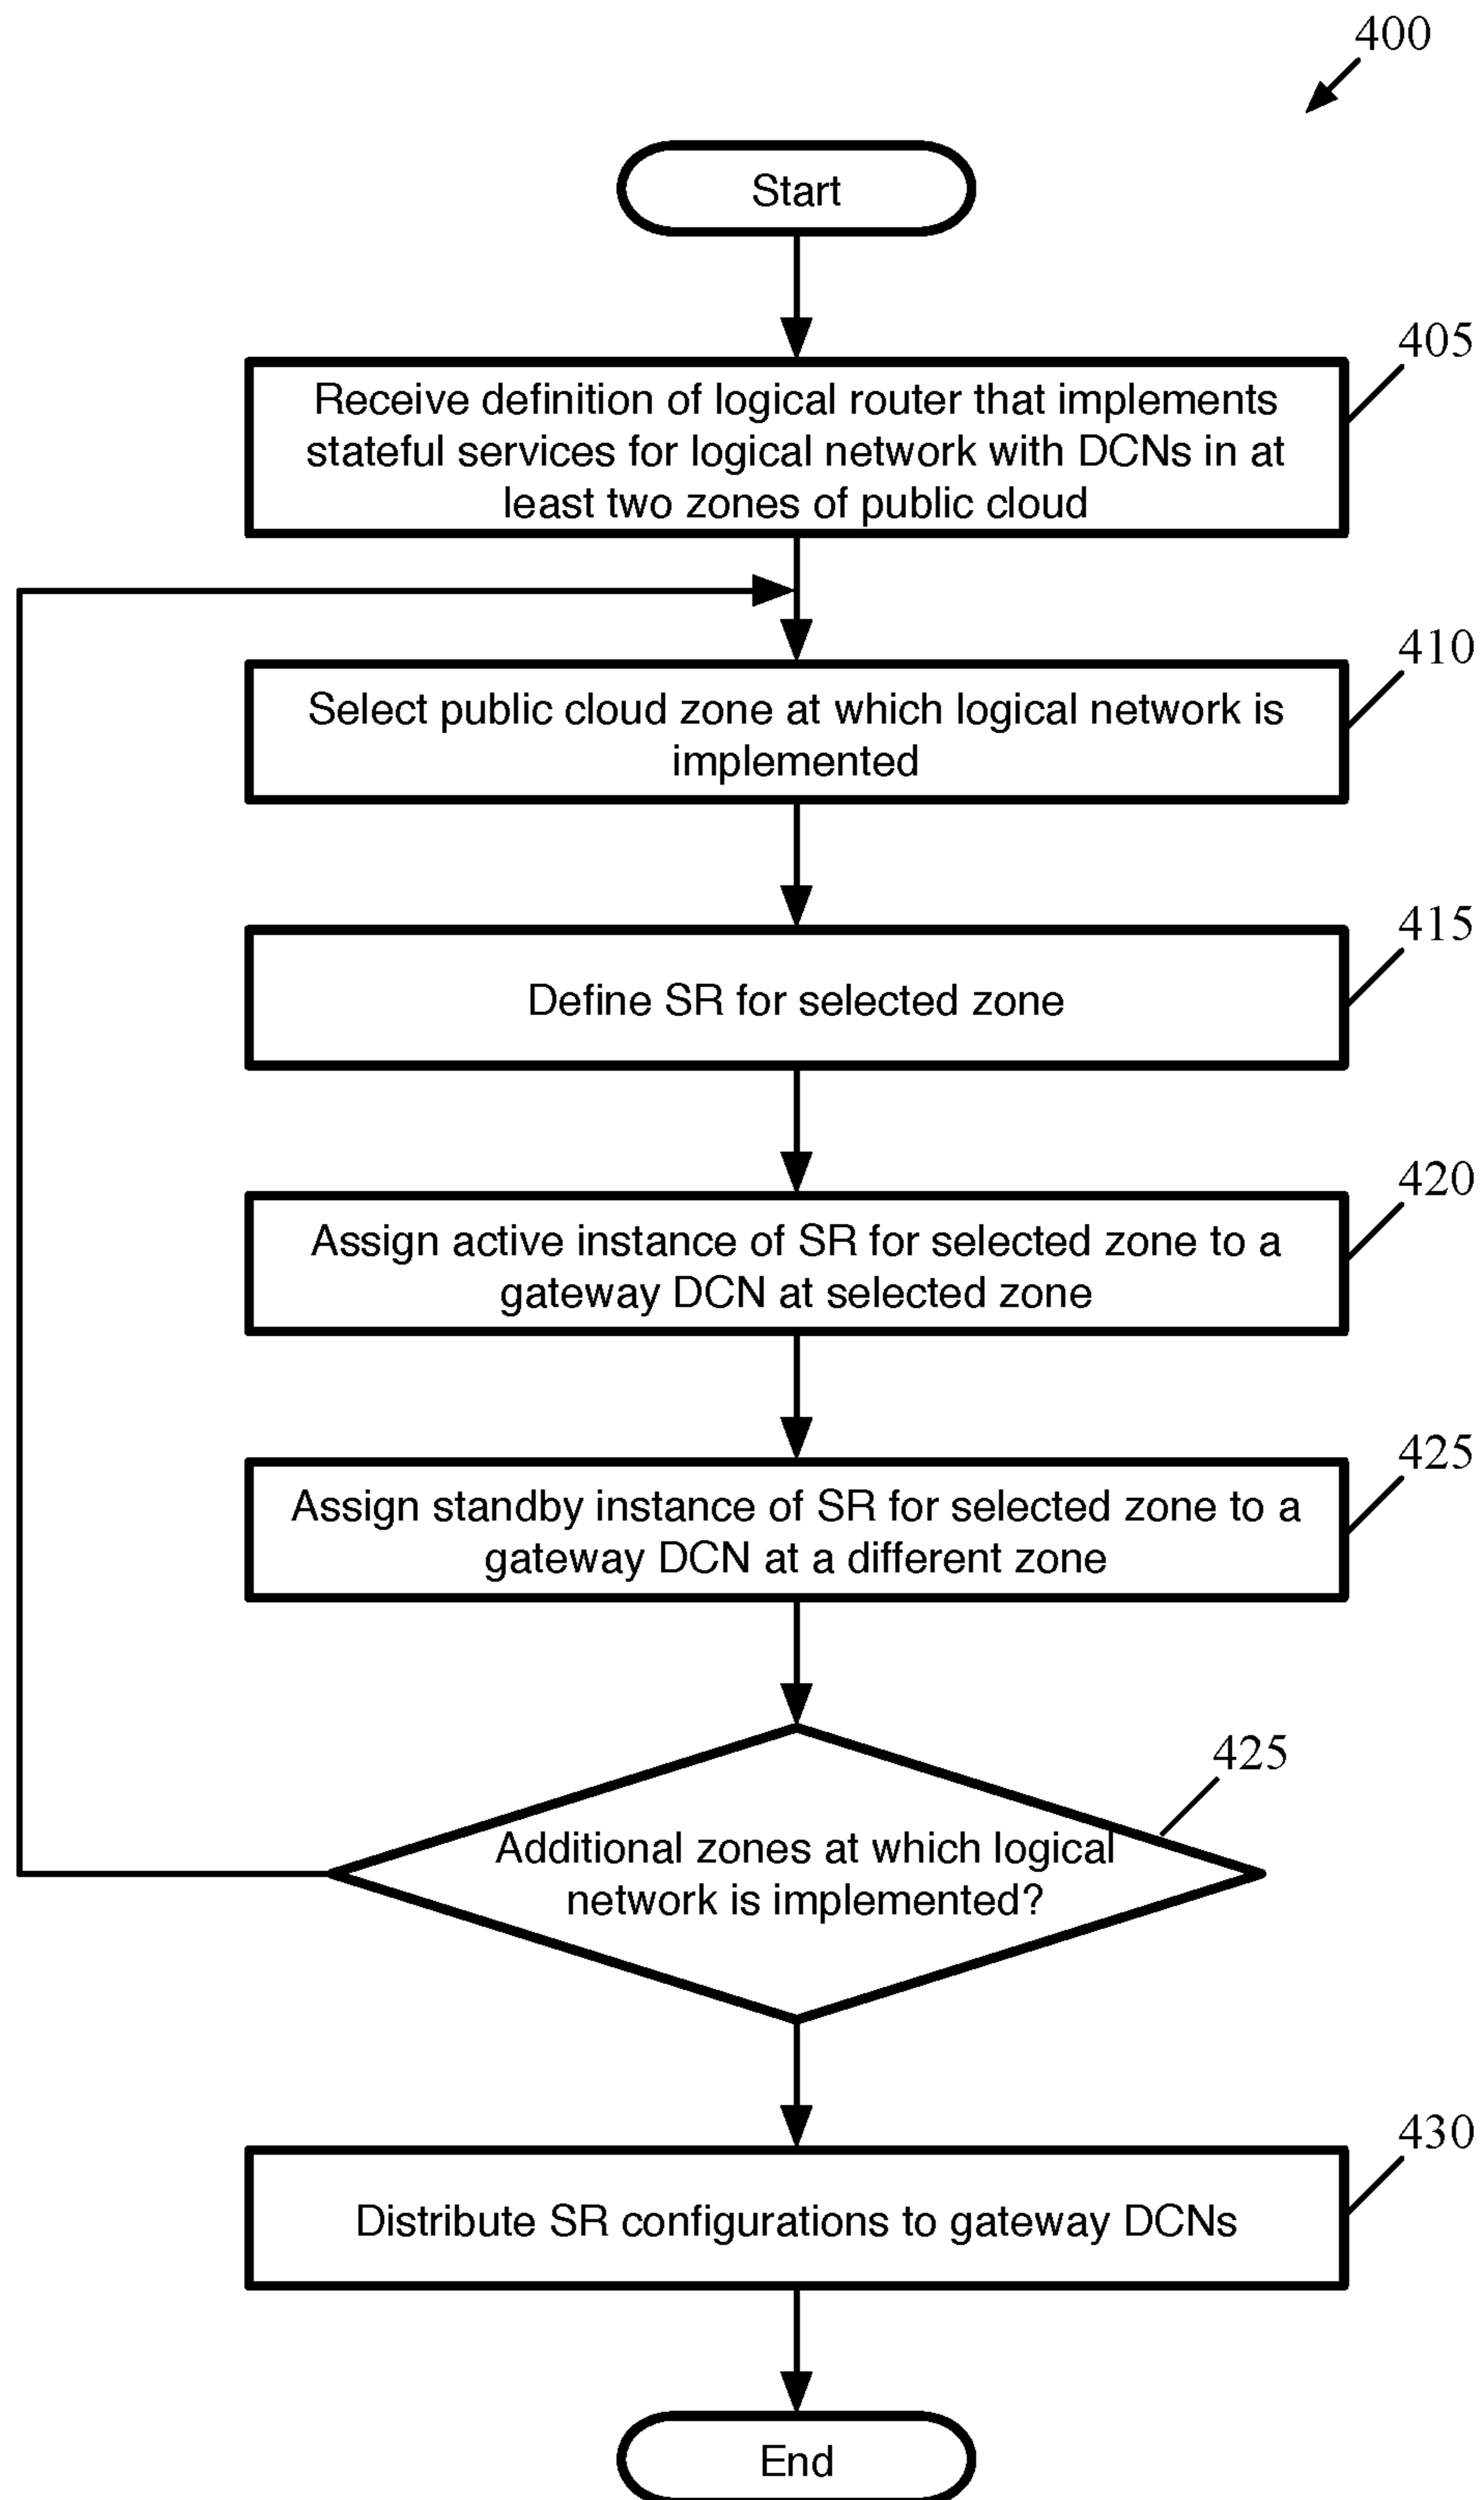 400
Start
405
Receive definition of logical router that implements
stateful services for logical network with DCNs in at
least two zones of public cloud
410
Select public cloud zone at which logical network is
implemented
415
Define SR for selected zone
420
Assign active instance of SR for selected zone to a
gateway DCN at selected zone
425
Assign standby instance of SR for selected zone to a
gateway DCN at a different zone
425
Additional zones at which logical
network is implemented?
430
Distribute SR configurations to gateway DCNs
End